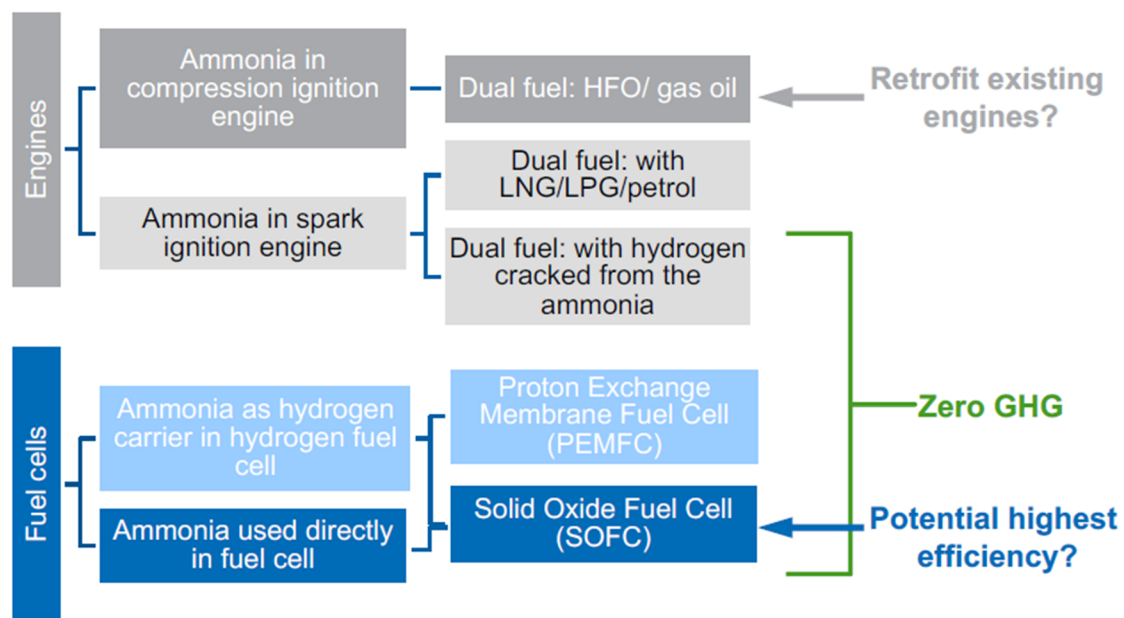 Engines
Ammonia in
compression ignition
engine
Dual fuel: HFO/ gas oil
Retrofit existing
engines?
Ammonia in spark
ignition engine
Dual fuel: with
LNG/LPG/petrol
Dual fuel: with hydrogen
cracked from the
ammonia
Zero GHG
Fuel cells
Ammonia as hydrogen
carrier in hydrogen fuel
cell
Proton Exchange
Membrane Fuel Cell
(PEMFC)
Ammonia used directly
in fuel cell
Solid Oxide Fuel Cell
(SOFC)
Potential highest
efficiency?